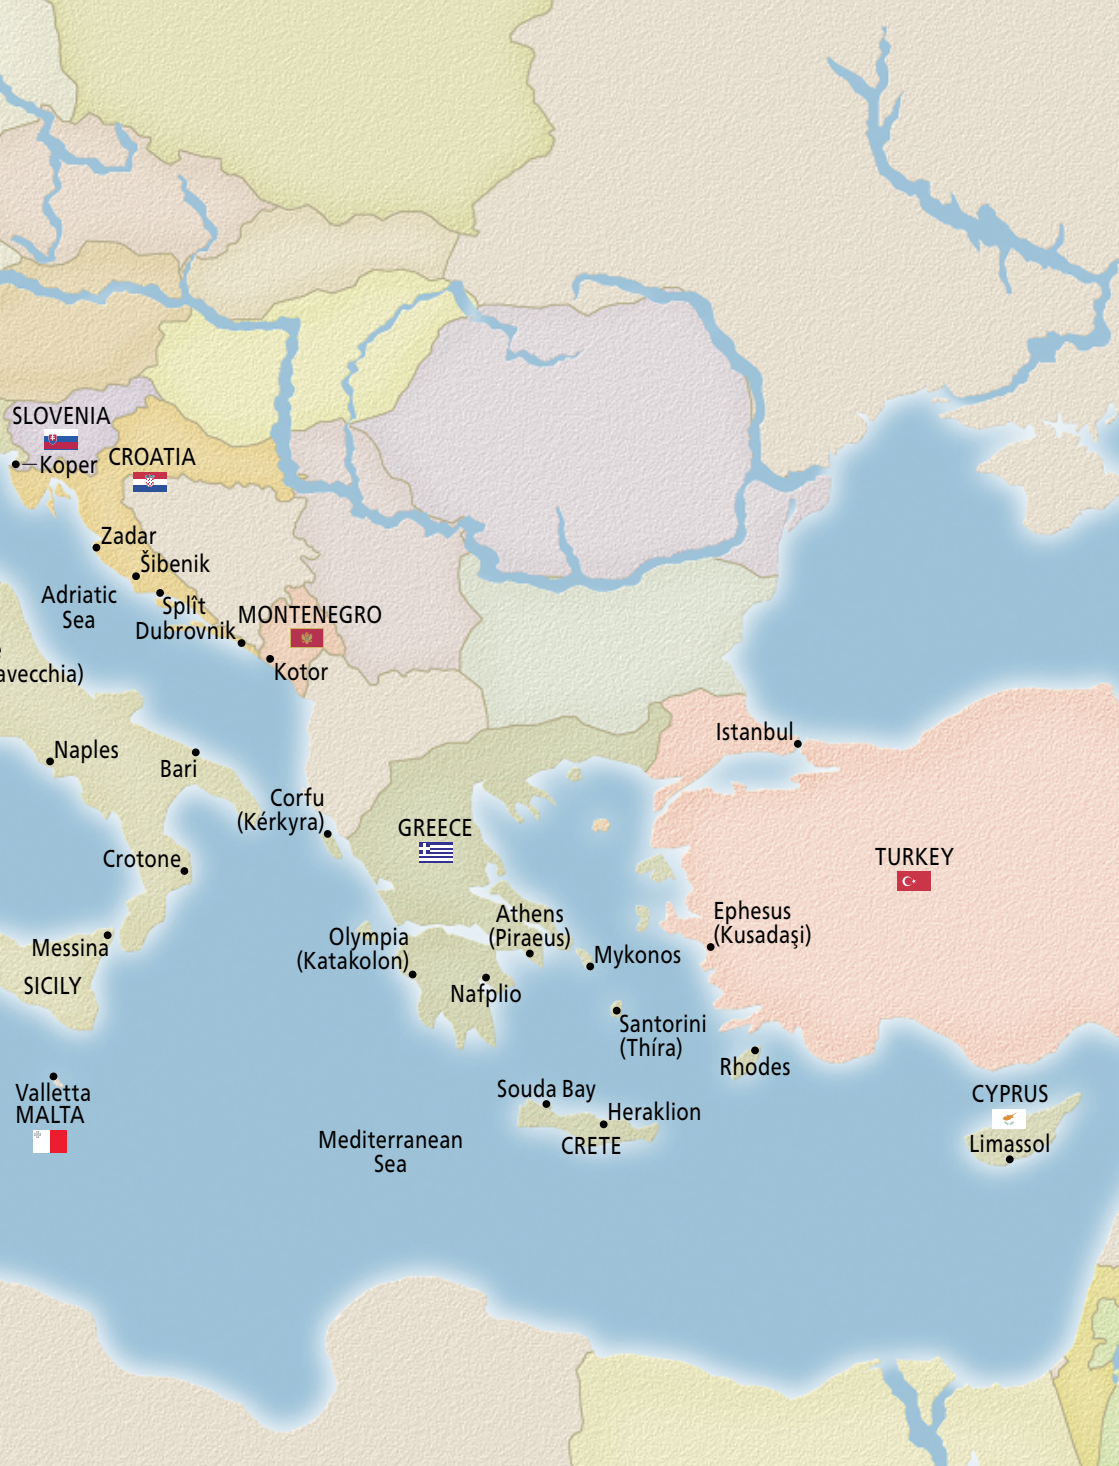 SLOVENIA
Koper
CROATIA
Zadar
Šibenik
Adriatic
Sea
Splît
MONTENEGRO
Dubrovnik
Kotor
avecchia)
Istanbul
Naples
Bari
Corfu
(Kérkyra)
GREECE
Crotone
TURKEY
Athens
(Piraeus)
Ephesus
(Kusadaşi)
Olympia
(Katakolon)
Messina
Mykonos
SICILY
Nafplio
Santorini
(Thíra)
Rhodes
Valletta
MALTA
Souda Bay
Heraklion
CRETE
Mediterranean
Sea
CYPRUS
Limassol